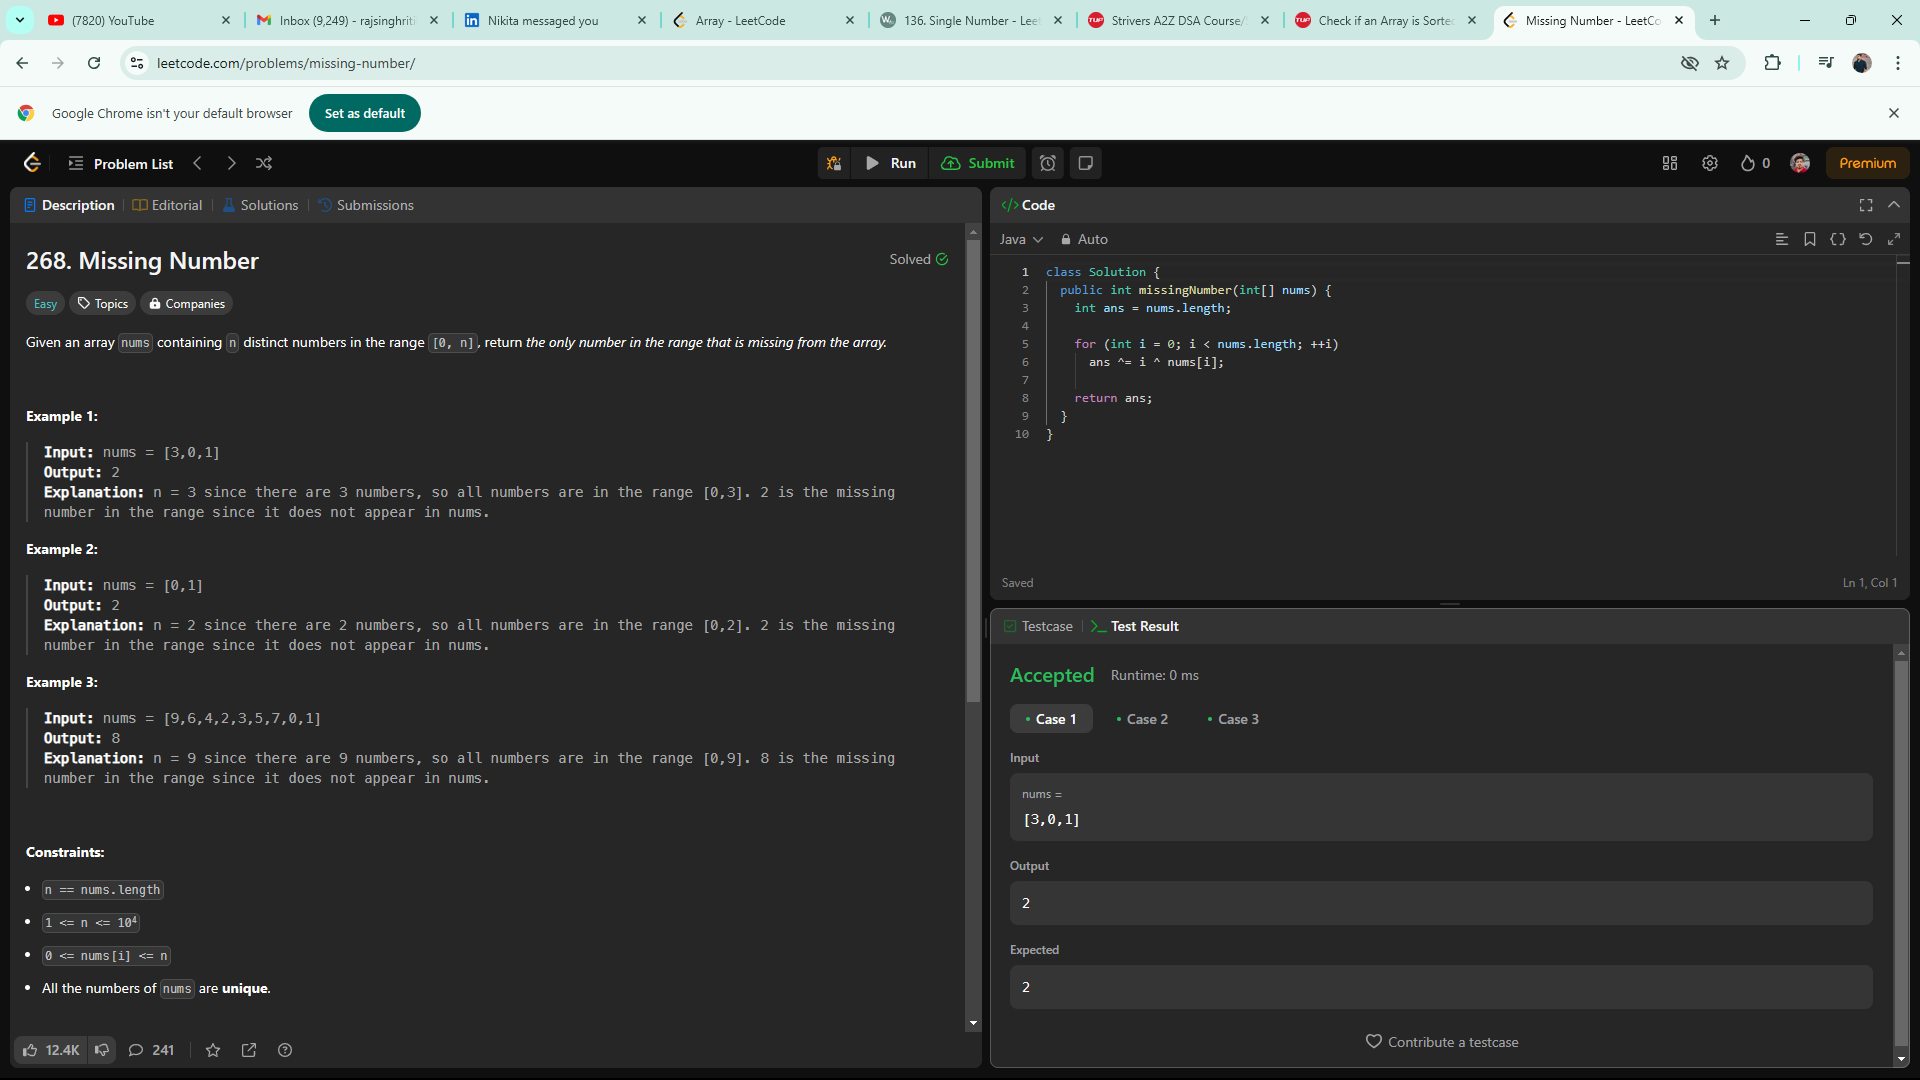 (7820) YouTube
Inbox (9,249) - rajsinghriti
Nikita messaged you
Array - LeetCode
136. Single Number - Leet
Strivers A2Z DSA Course/
Check if an Array is Sorted
Missing Number - LeetCo
leetcode.com/problems/missing-number/
Google Chrome isn't your default browser
Set as default
Problem List
Run
Submit
0
Premium
Description
Editorial
Solutions
Submissions
268. Missing Number
Solved
Easy
Topics
Companies
Given an array nums containing n distinct numbers in the range [0, n], return the only number in the range that is missing from the array.
Example 1:
Input: nums = [3,0,1]
Output: 2
Explanation: n = 3 since there are 3 numbers, so all numbers are in the range [0,3]. 2 is the missing
number in the range since it does not appear in nums.
Example 2:
Input: nums = [0,1]
Output: 2
Explanation: n = 2 since there are 2 numbers, so all numbers are in the range [0,2]. 2 is the missing
number in the range since it does not appear in nums.
Example 3:
Input: nums = [9,6,4,2,3,5,7,0,1]
Output: 8
Explanation: n = 9 since there are 9 numbers, so all numbers are in the range [0,9]. 8 is the missing
number in the range since it does not appear in nums.
Constraints:
n == nums.length
1 <= n <= 10⁴
0 <= nums[i] <= n
All the numbers of nums are unique.
12.4K
241
</> Code
Java
Auto
1 class Solution {
2 public int missingNumber(int[] nums) {
3 int ans = nums.length;
4
5 for (int i = 0; i < nums.length; ++i)
6 ans ^= i ^ nums[i];
7
8 return ans;
9 }
10 }
Saved
Ln 1, Col 1
Testcase
Test Result
Accepted
Runtime: 0 ms
Case 1
Case 2
Case 3
Input
nums =
[3,0,1]
Output
2
Expected
2
Contribute a testcase